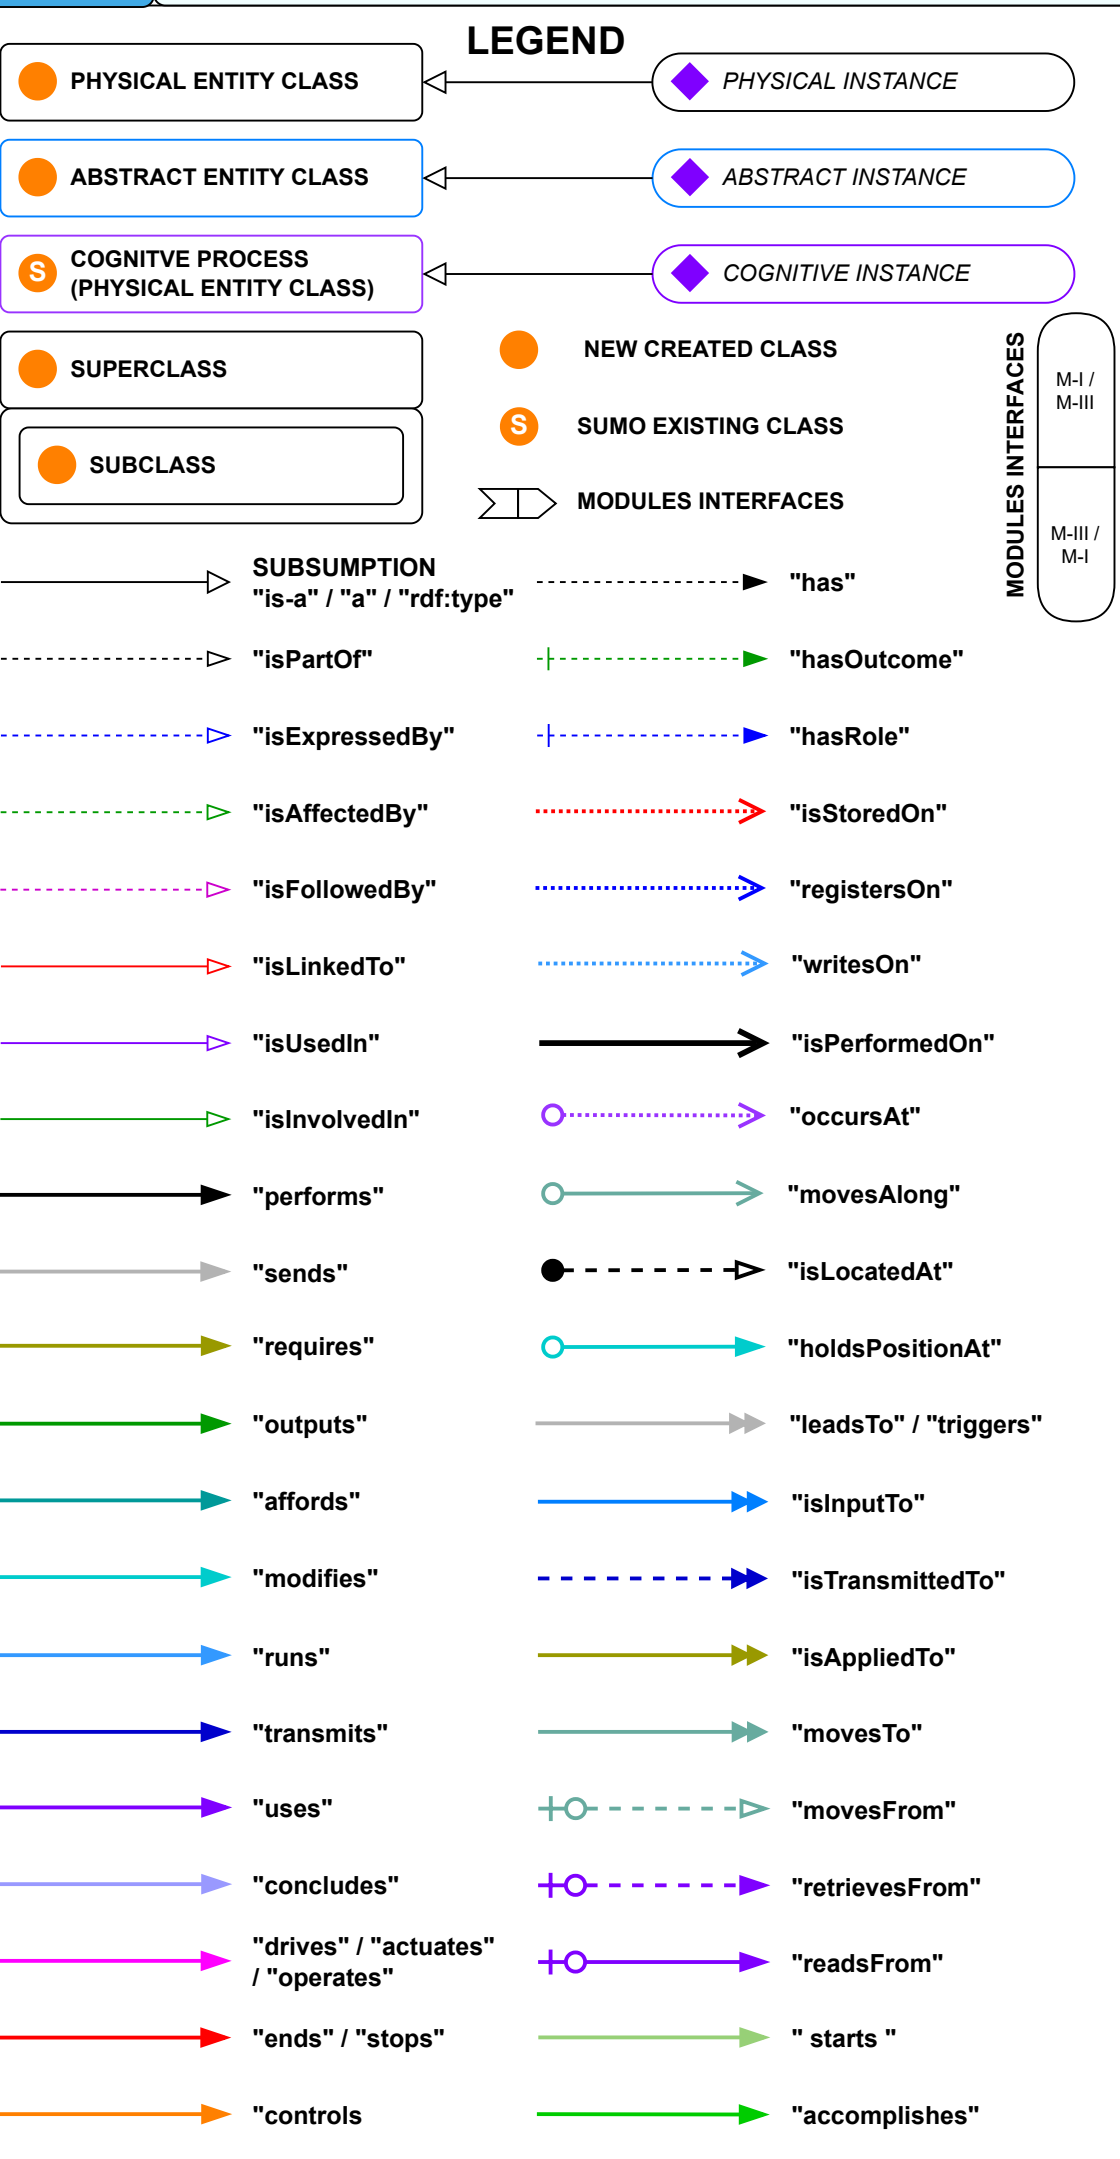 LEGEND
PHYSICAL ENTITY CLASS
PHYSICAL INSTANCE
ABSTRACT ENTITY CLASS
ABSTRACT INSTANCE
S
COGNITVE PROCESS
(PHYSICAL ENTITY CLASS)
COGNITIVE INSTANCE
SUPERCLASS
SUBCLASS
NEW CREATED CLASS
S
SUMO EXISTING CLASS
MODULES INTERFACES
MODULES INTERFACES
M-I /
M-III
M-III /
M-I
SUBSUMPTION
"is-a" / "a" / "rdf:type"
"has"
"isPartOf"
"hasOutcome"
"isExpressedBy"
"hasRole"
"isAffectedBy"
"isStoredOn"
"isFollowedBy"
"registersOn"
"isLinkedTo"
"writesOn"
"isUsedIn"
"isPerformedOn"
"isInvolvedIn"
"occursAt"
"performs"
"movesAlong"
"sends"
"isLocatedAt"
"requires"
"holdsPositionAt"
"outputs"
"leadsTo" / "triggers"
"affords"
"isInputTo"
"modifies"
"isTransmittedTo"
"runs"
"isAppliedTo"
"transmits"
"movesTo"
"uses"
"movesFrom"
"concludes"
"retrievesFrom"
"drives" / "actuates"
/ "operates"
"readsFrom"
"ends" / "stops"
" starts "
"controls
"accomplishes"